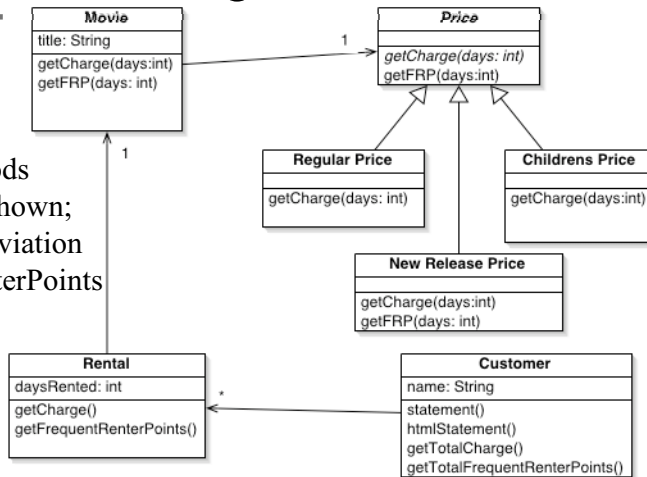 Movie
title: String
getCharge(days:int)
getFRP(days: int)
1
Price
getCharge(days: int)
getFRP(days:int)
1
ods
hown;
viation
terPoints
Regular Price
getCharge(days: int)
Childrens Price
getCharge(days:int)
New Release Price
getCharge(days:int)
getFRP(days: int)
Rental
daysRented: int
getCharge()
getFrequentRenterPoints()
*
Customer
name: String
statement()
htmlStatement()
getTotalCharge()
getTotalFrequentRenterPoints()